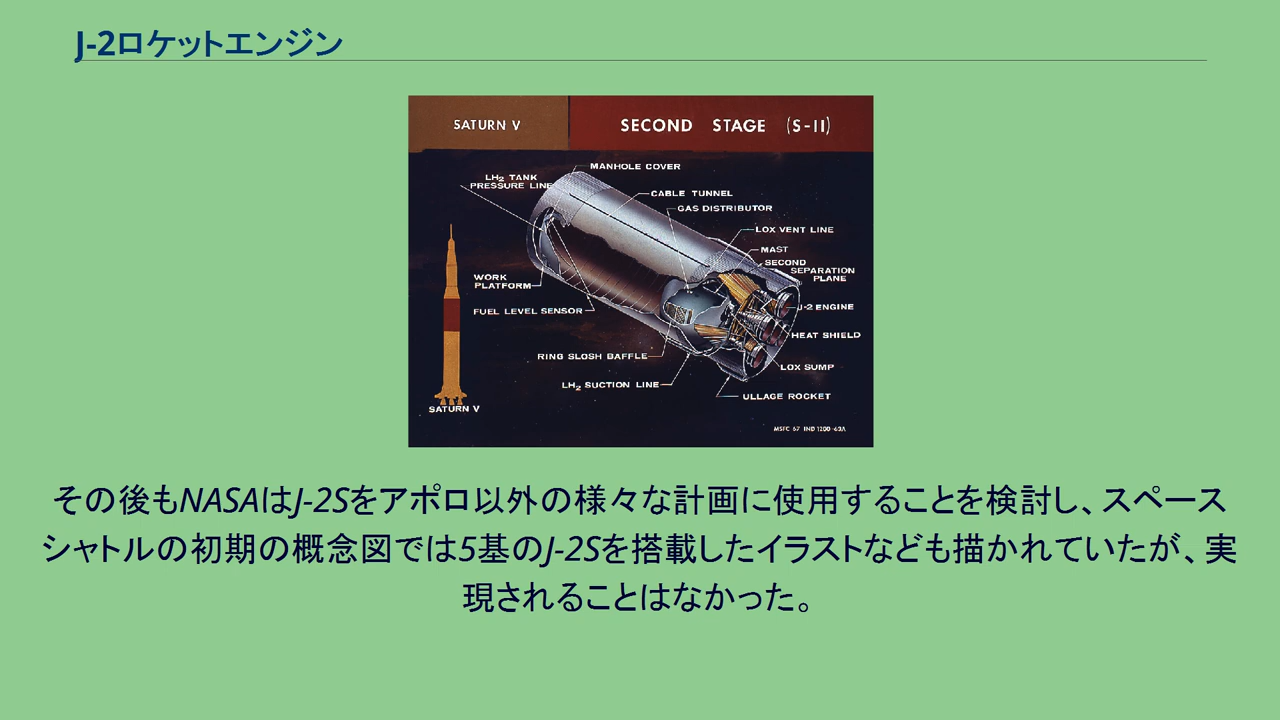 J-2ロケットエンジン
SATURN V
SECOND STAGE (S-II)
MANHOLE COVER
LH2 TANK
PRESSURE LINE
CABLE TUNNEL
GAS DISTRIBUTOR
LOX VENT LINE
MAST
SECOND
SEPARATION
PLANE
WORK
PLATFORM
J-2 ENGINE
FUEL LEVEL SENSOR
HEAT SHIELD
RING SLOSH BAFFLE
LOX SUMP
LH2 SUCTION LINE
ULLAGE ROCKET
SATURN V
MSFC 67 IND 1200-63A
その後もNASAはJ-2Sをアポロ以外の様々な計画に使用することを検討し、スペース
シャトルの初期の概念図では5基のJ-2Sを搭載したイラストなども描かれていたが、実
現されることはなかった。